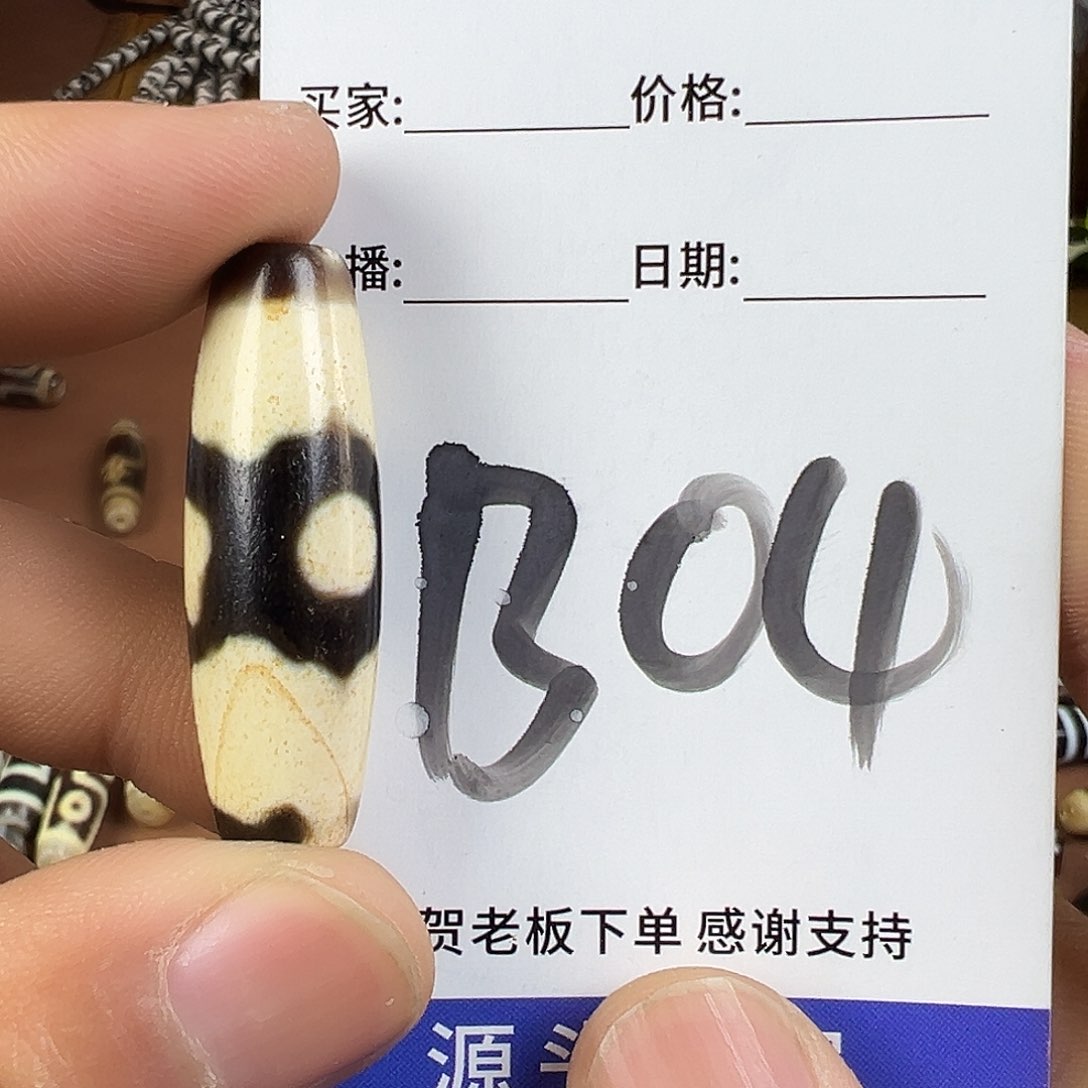 买家: 价格:
播: 日期:
B04
贺老板下单 感谢支持
源